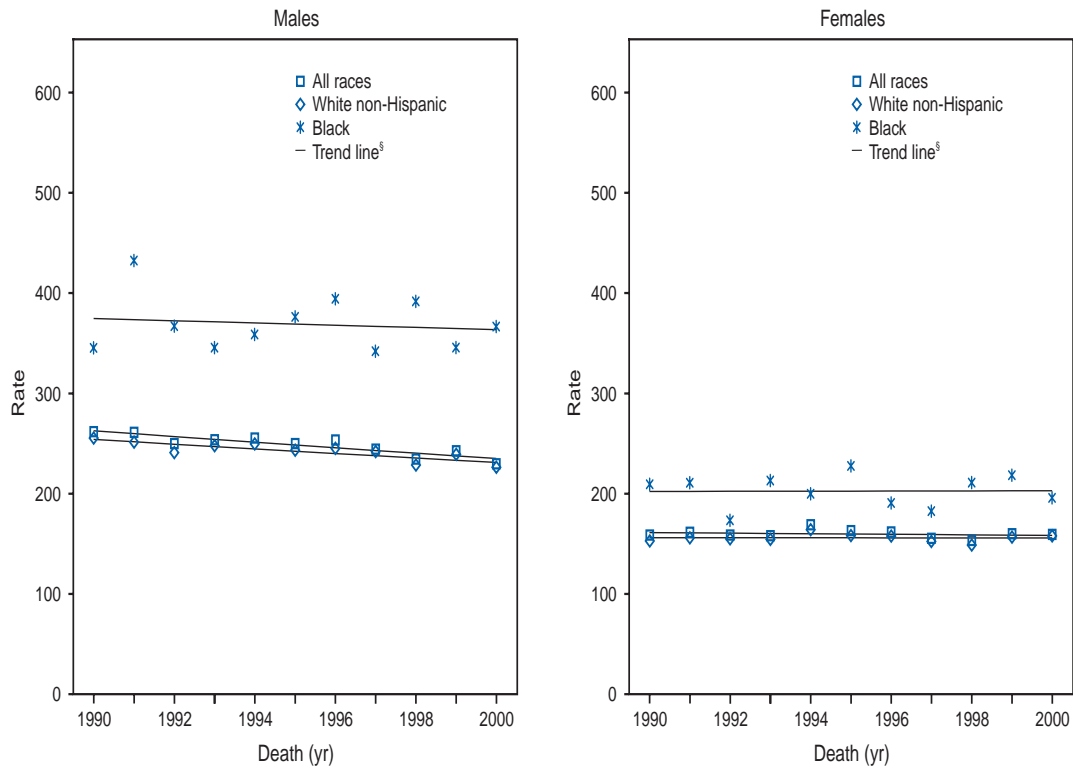 Males
600
500
400
300
200
100
0
Rate
All races
White non-Hispanic
Black
Trend line§
1990 1992 1994 1996 1998 2000
Death (yr)
Females
600
500
400
300
200
100
0
Rate
All races
White non-Hispanic
Black
Trend line§
1990 1992 1994 1996 1998 2000
Death (yr)